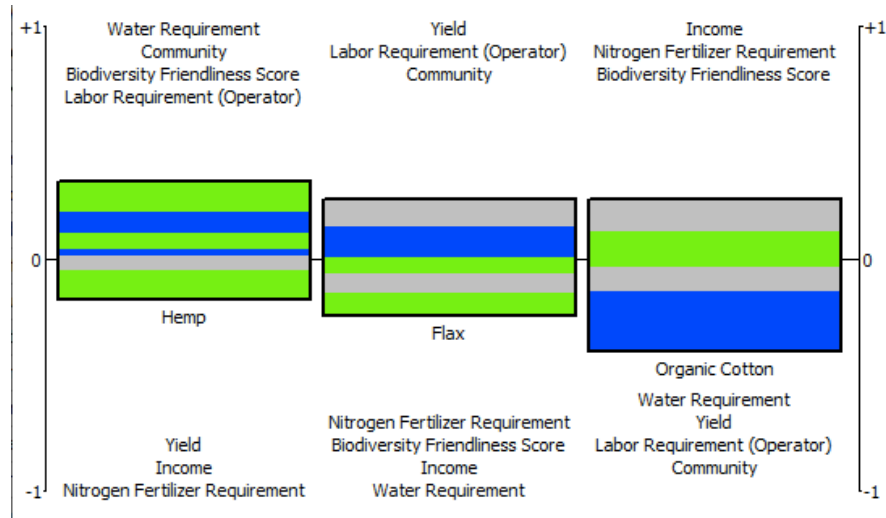 +1
Water Requirement
Community
Biodiversity Friendliness Score
Labor Requirement (Operator)
Yield
Labor Requirement (Operator)
Community
Income
Nitrogen Fertilizer Requirement
Biodiversity Friendliness Score
+1
0
0
Hemp
Flax
Organic Cotton
Yield
Income
Nitrogen Fertilizer Requirement
Nitrogen Fertilizer Requirement
Biodiversity Friendliness Score
Income
Water Requirement
Water Requirement
Yield
Labor Requirement (Operator)
Community
-1
-1